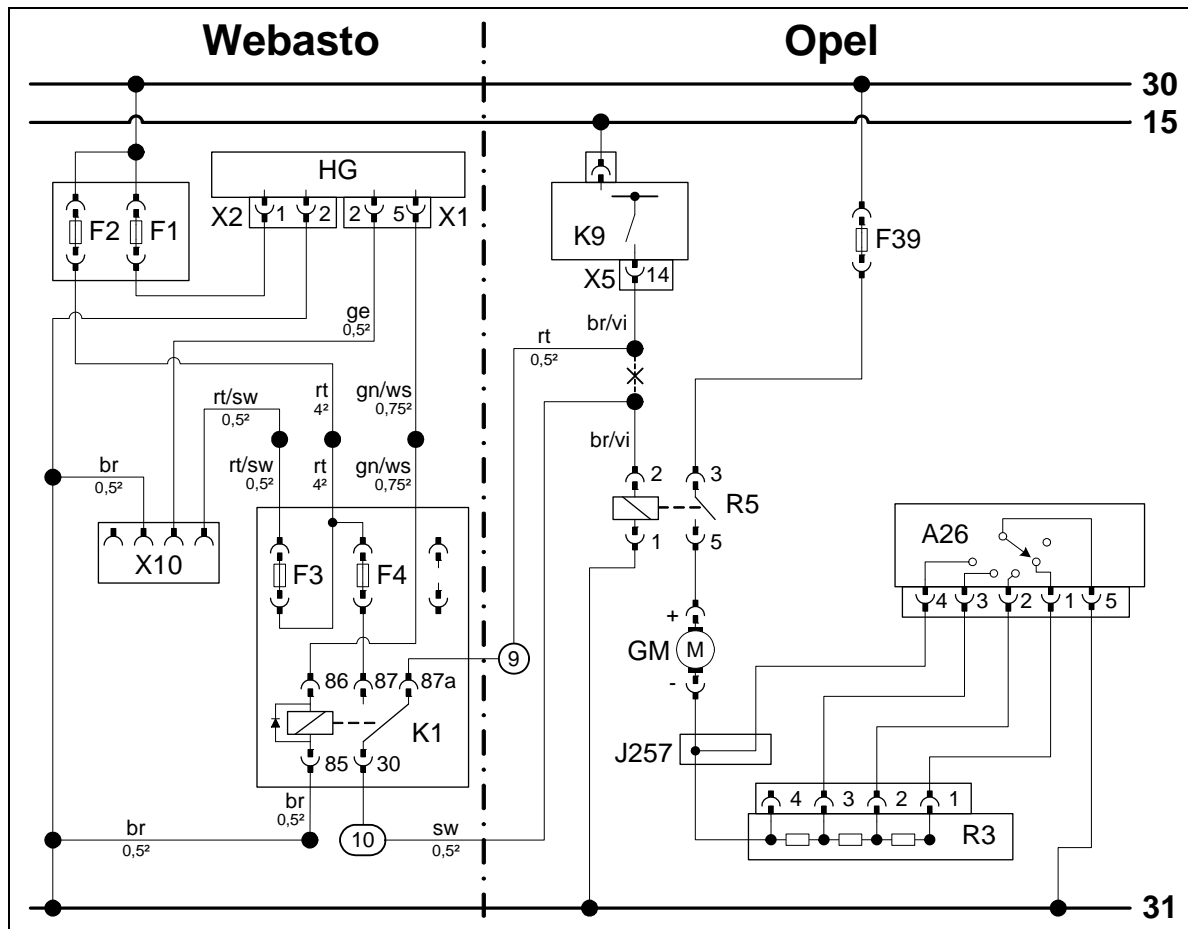 Webasto Opel
30
15
HG
F2 F1 X2 1 2 2 5 X1
K9
F39
X5 14
ge
0,5²
br/vi
rt
0,5²
rt/sw
0,5²
rt
4²
gn/ws
0,75²
br/vi
br
0,5²
rt/sw
0,5²
rt
4²
gn/ws
0,75²
2 3
R5
1 5
A26
X10
F3 F4
4 3 2 1 5
+
GM M
-
9
86 87 87a
K1
J257
85 30
4 3 2 1
br
0,5²
br
0,5²
10
sw
0,5²
R3
31